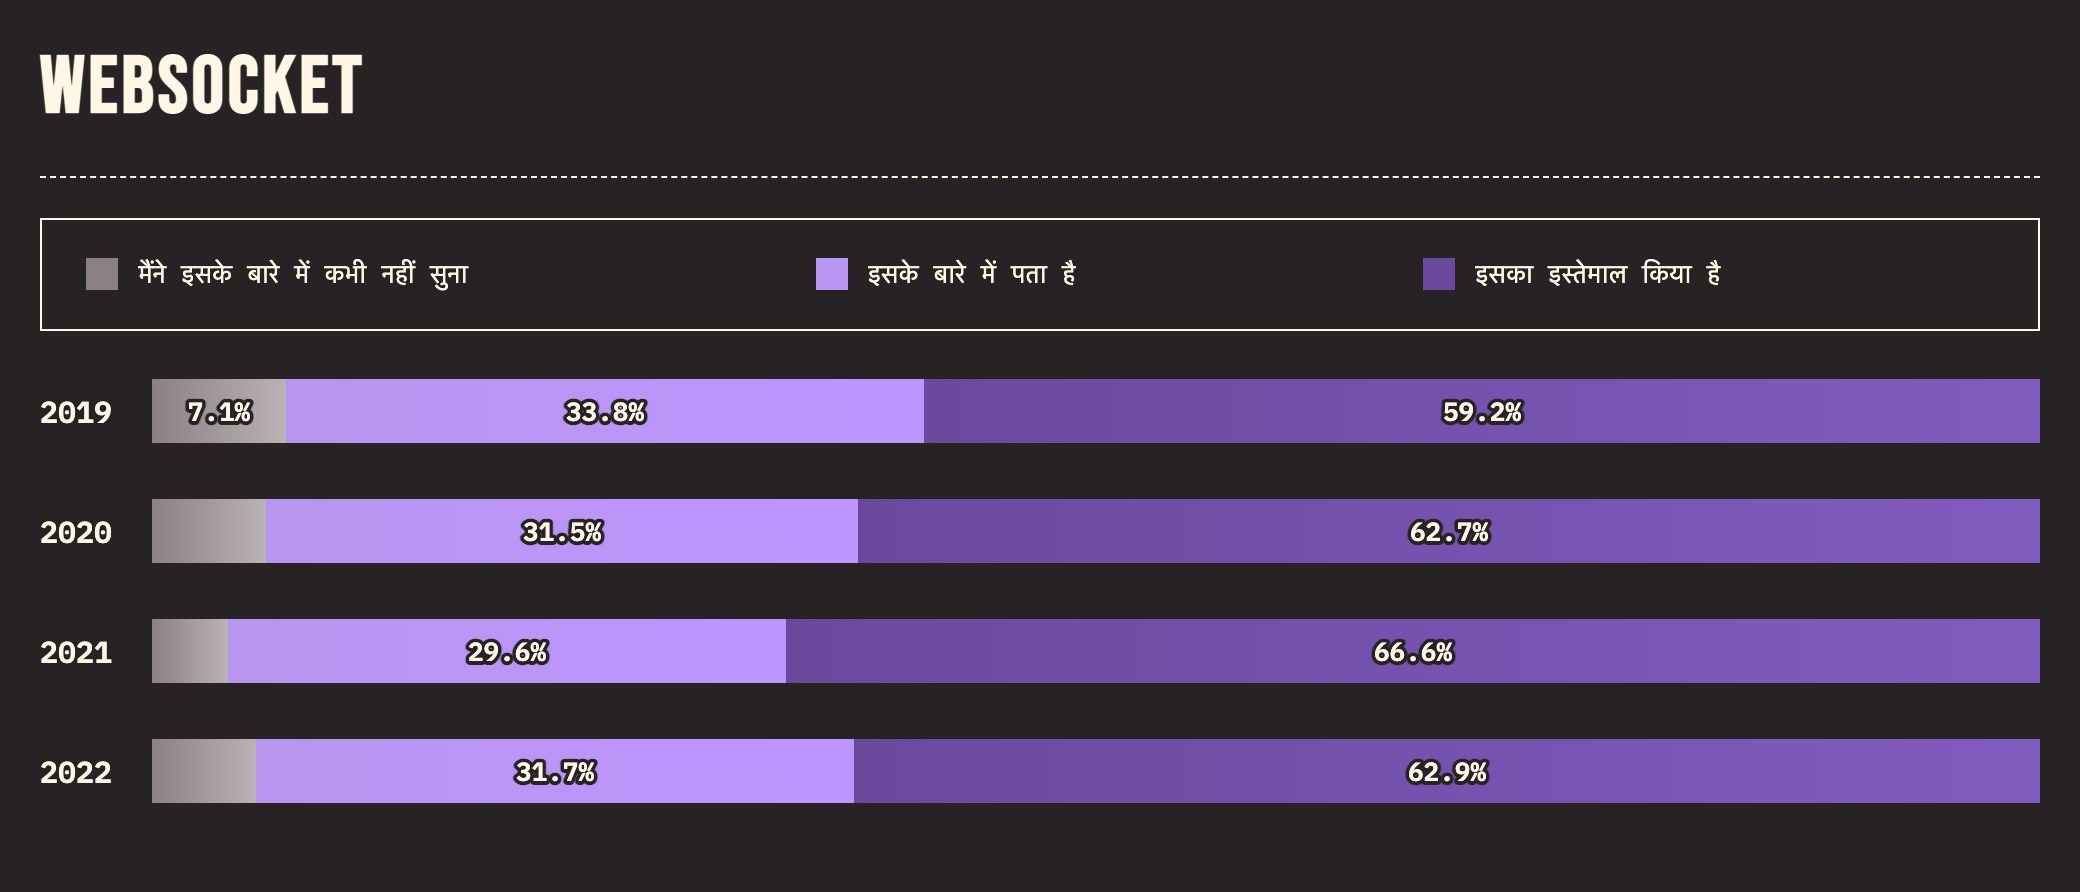 WEBSOCKET
मैंने इसके बारे में कभी नहीं सुना
इसके बारे में पता है
इसका इस्तेमाल किया है
2019 7.1% 33.8% 59.2%
2020 31.5% 62.7%
2021 29.6% 66.6%
2022 31.7% 62.9%